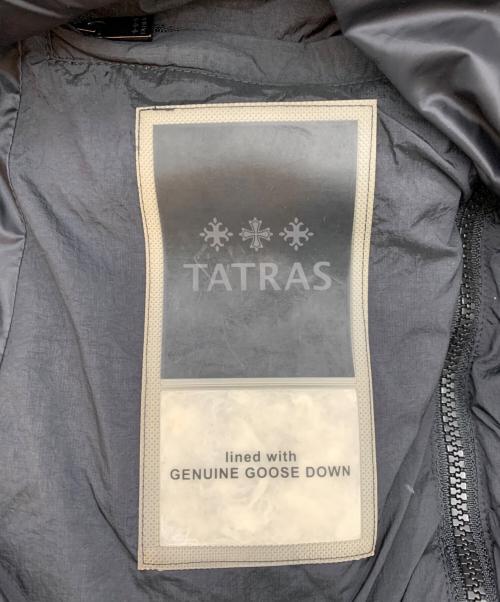 TATRAS
lined with
GENUINE GOOSE DOWN